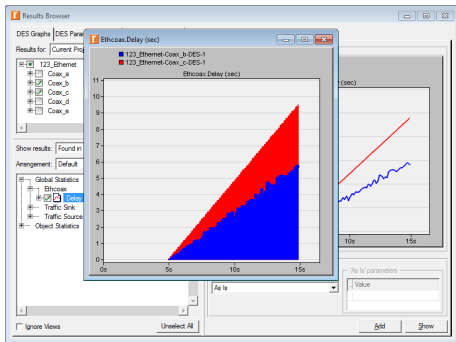 Results Browser
DES Graphs
DES Para
Results for:
Current Proj
123_Ethernet
Coax_a
Coax_b
Coax_c
Coax_d
Coax_e
Show results:
Found in
Arrangement:
Default
Global Statistics
Ethcoax
Delay
Traffic Sink
Traffic Source
Object Statistics
Ignore Views
Unselect All
Ethcoax.Delay (sec)
123_Ethernet-Coax_b-DES-1
123_Ethernet-Coax_c-DES-1
Ethcoax.Delay (sec)
11
10
9
8
7
6
5
4
3
2
1
0
0s
5s
10s
15s
(sec)
10s
15s
As Is
'As Is' parameters
Value
Add
Show